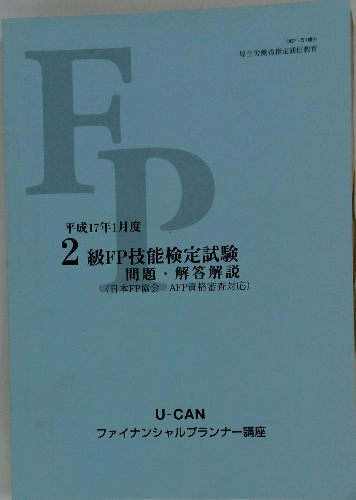 厚生労働省指定通信教育
FP
平成17年1月度
2級FP技能検定試験
問題・解答解説
(日本FP協会 AFP資格審査対応)
U-CAN
ファイナンシャルプランナー講座